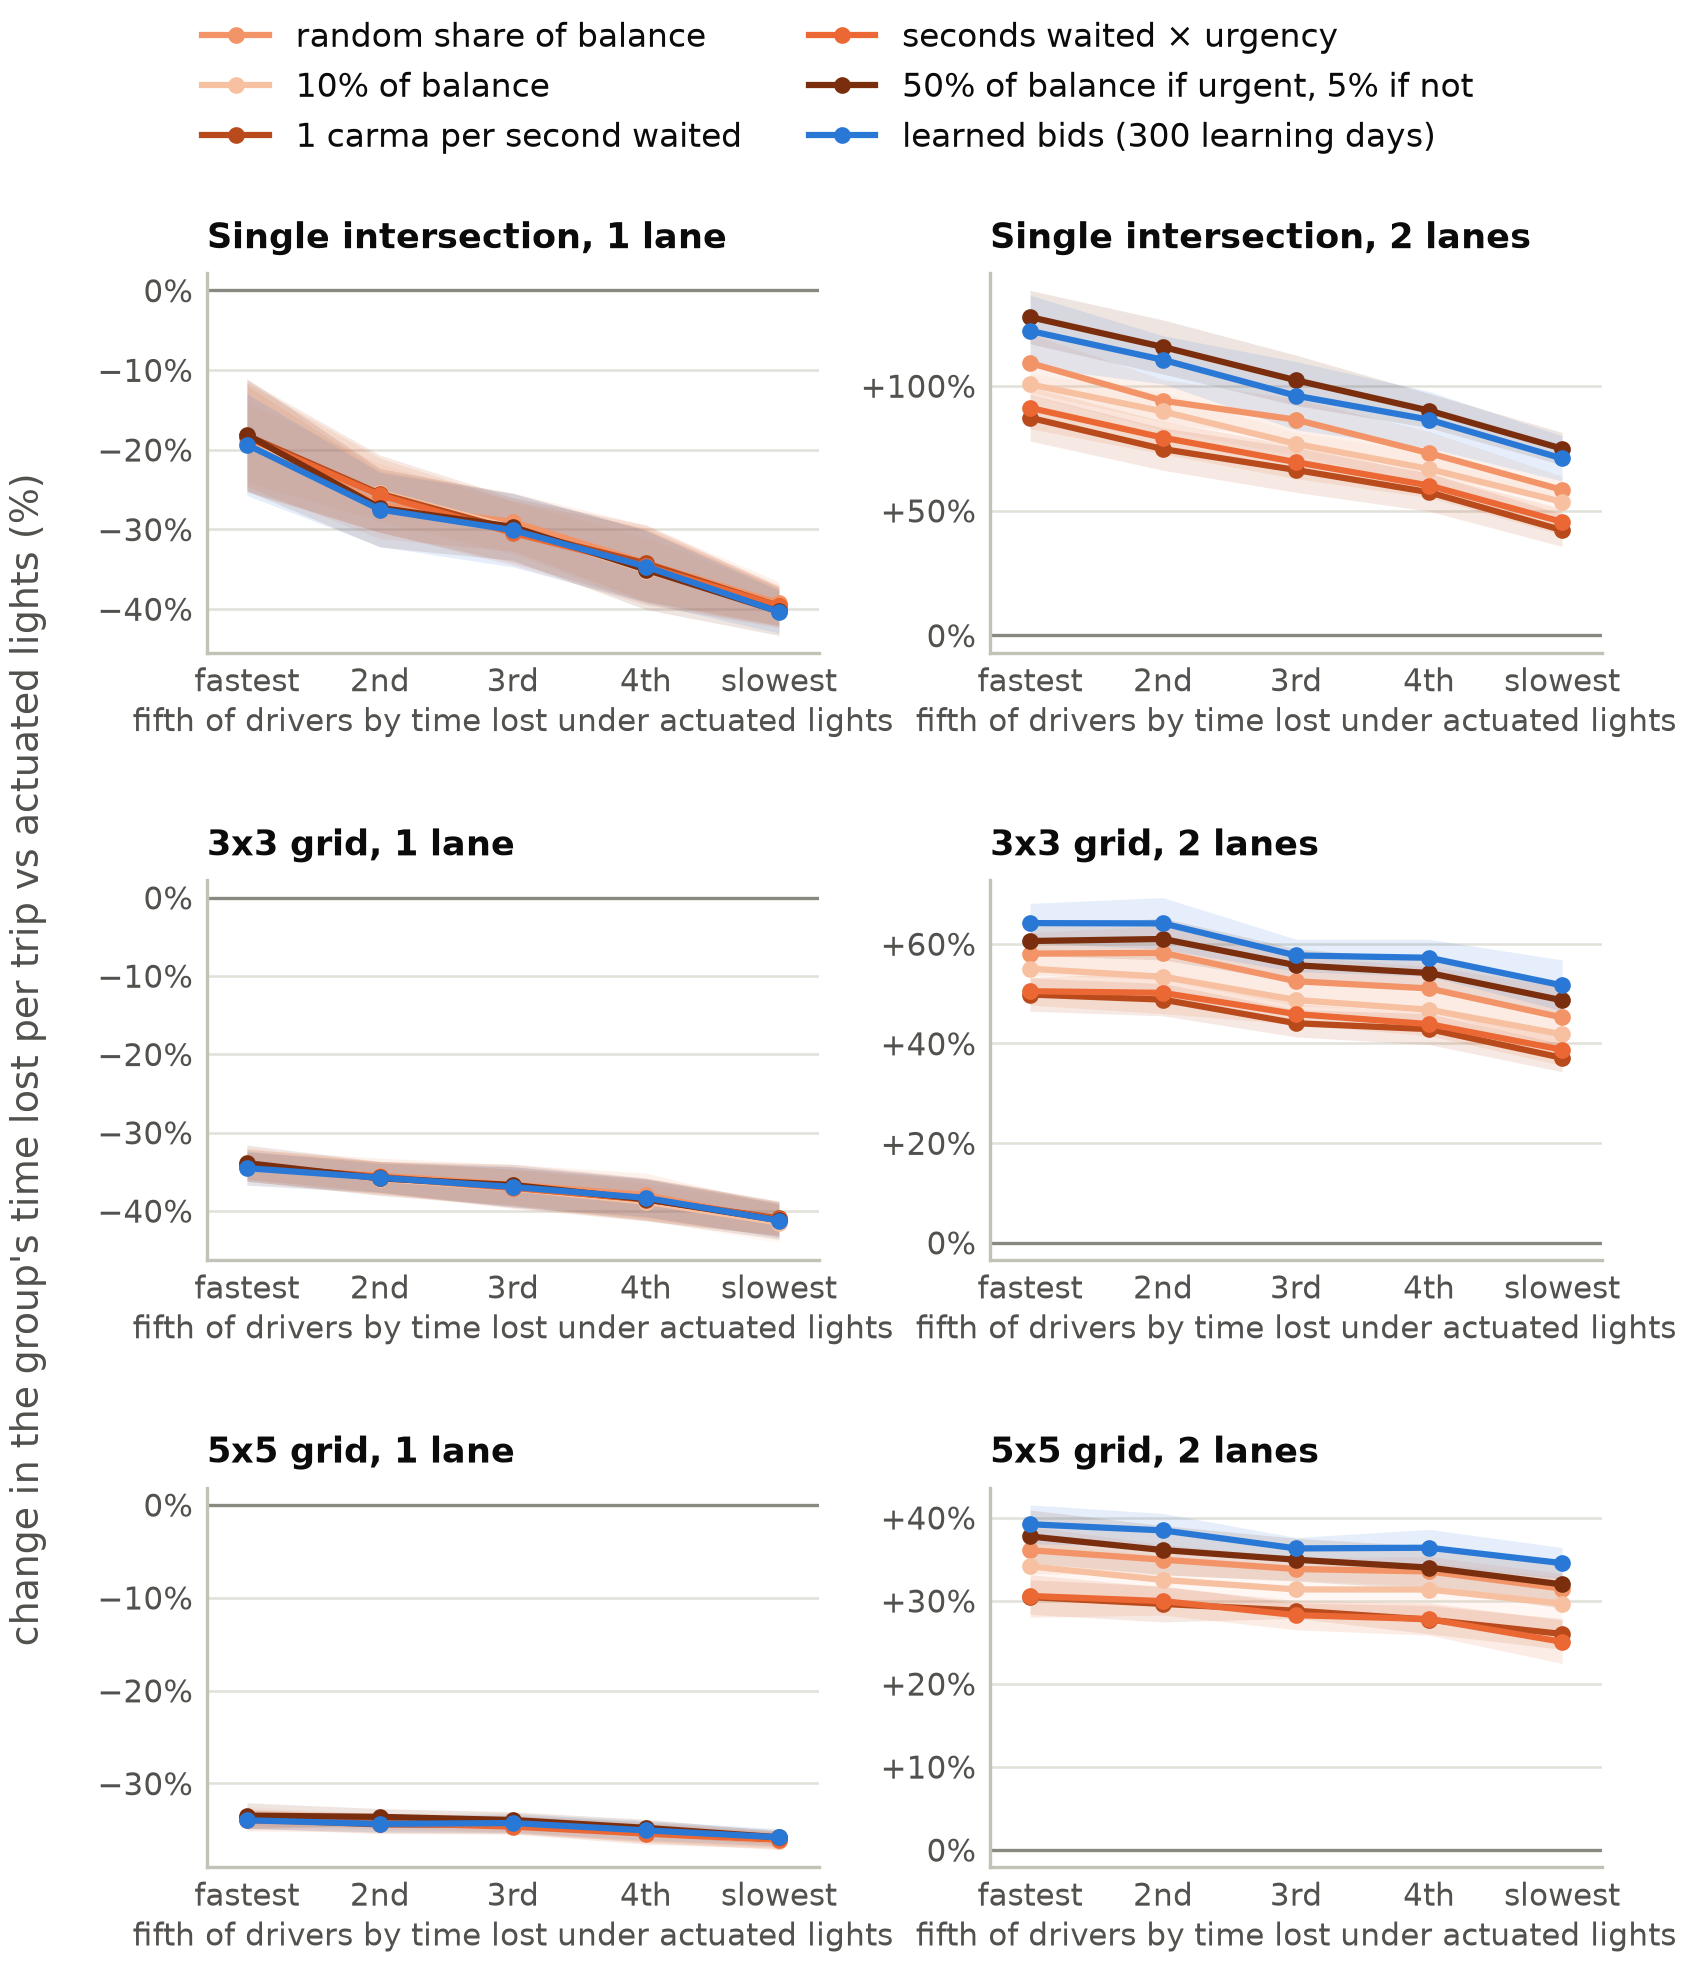 random share of balance
10% of balance
1 carma per second waited
seconds waited × urgency
50% of balance if urgent, 5% if not
learned bids (300 learning days)
change in the group's time lost per trip vs actuated lights (%)
Single intersection, 1 lane
0%
−10%
−20%
−30%
−40%
fastest 2nd 3rd 4th slowest
fifth of drivers by time lost under actuated lights
Single intersection, 2 lanes
+100%
+50%
0%
fastest 2nd 3rd 4th slowest
fifth of drivers by time lost under actuated lights
3x3 grid, 1 lane
0%
−10%
−20%
−30%
−40%
fastest 2nd 3rd 4th slowest
fifth of drivers by time lost under actuated lights
3x3 grid, 2 lanes
+60%
+40%
+20%
0%
fastest 2nd 3rd 4th slowest
fifth of drivers by time lost under actuated lights
5x5 grid, 1 lane
0%
−10%
−20%
−30%
fastest 2nd 3rd 4th slowest
fifth of drivers by time lost under actuated lights
5x5 grid, 2 lanes
+40%
+30%
+20%
+10%
0%
fastest 2nd 3rd 4th slowest
fifth of drivers by time lost under actuated lights